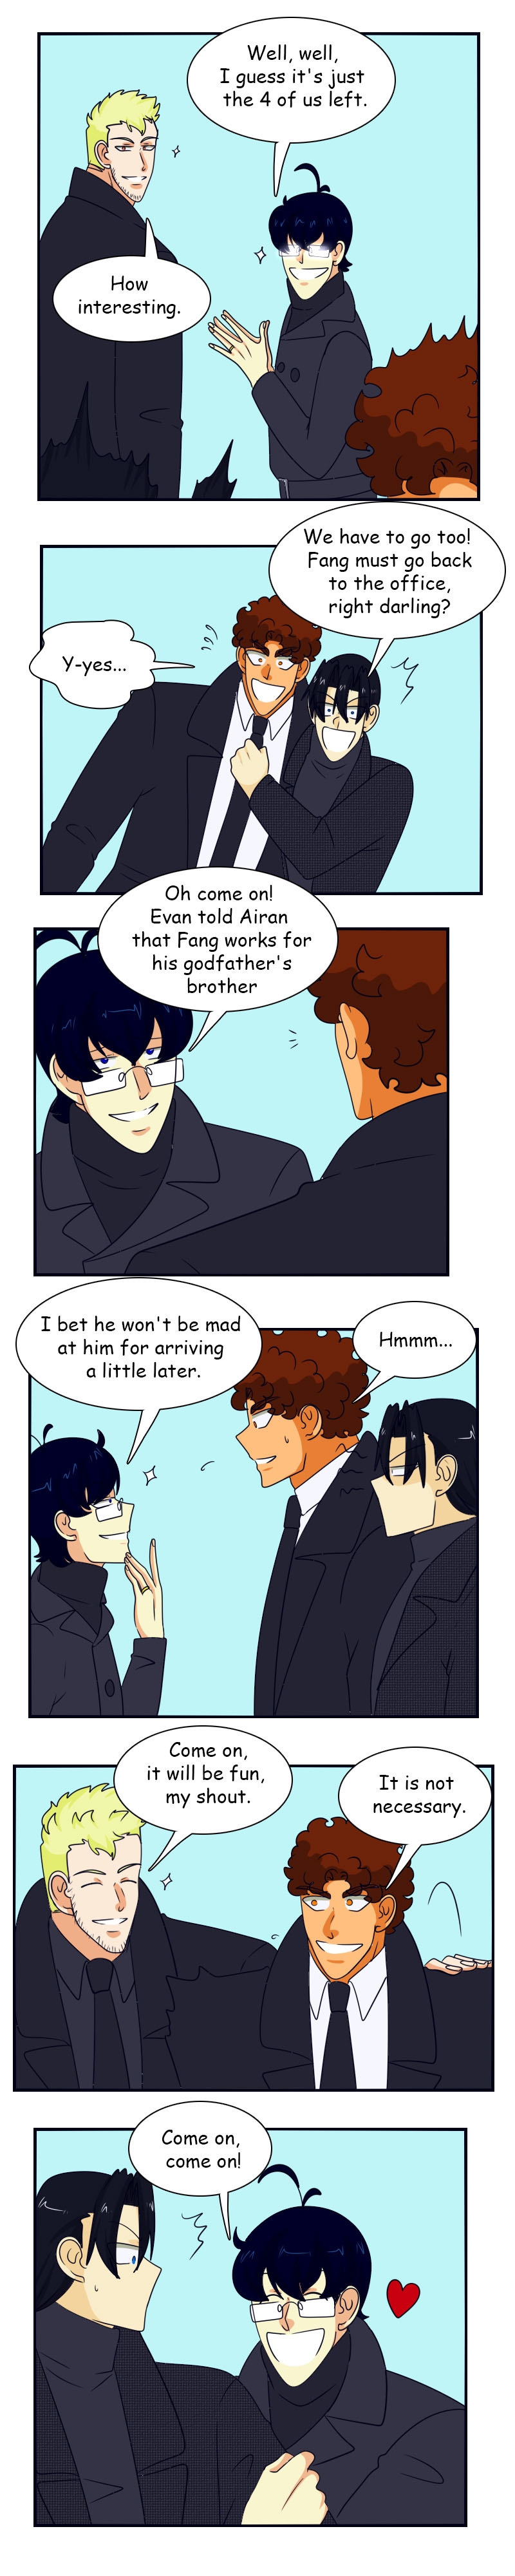 Well, well,
I guess it's just
the 4 of us left.
How
interesting.
We have to go too!
Fang must go back
to the office,
right darling?
Y-yes...
Oh come on!
Evan told Airan
that Fang works for
his godfather's
brother
I bet he won't be mad
at him for arriving
a little later.
Hmmm...
Come on,
it will be fun,
my shout.
It is not
necessary.
Come on,
come on!